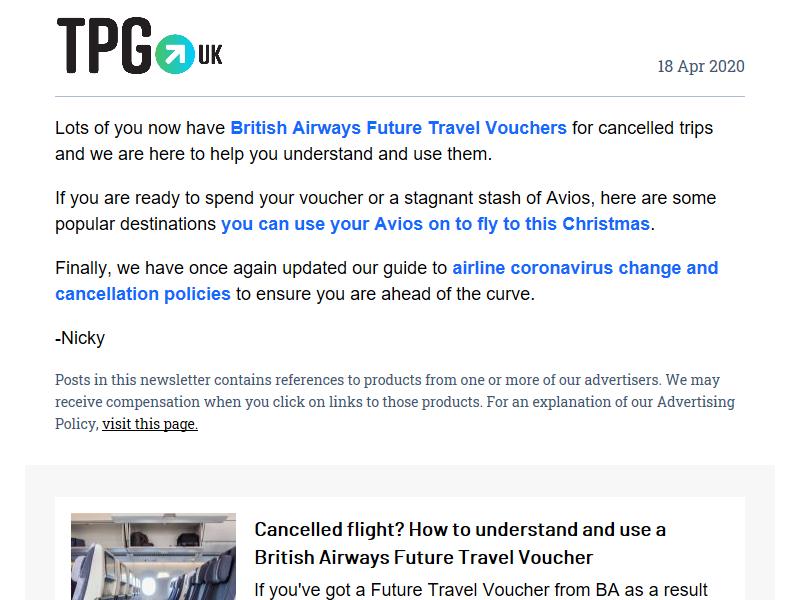 TPG UK
18 Apr 2020
Lots of you now have British Airways Future Travel Vouchers for cancelled trips
and we are here to help you understand and use them.
If you are ready to spend your voucher or a stagnant stash of Avios, here are some
popular destinations you can use your Avios on to fly to this Christmas.
Finally, we have once again updated our guide to airline coronavirus change and
cancellation policies to ensure you are ahead of the curve.
-Nicky
Posts in this newsletter contains references to products from one or more of our advertisers. We may
receive compensation when you click on links to those products. For an explanation of our Advertising
Policy, visit this page.
Cancelled flight? How to understand and use a
British Airways Future Travel Voucher
If you've got a Future Travel Voucher from BA as a result